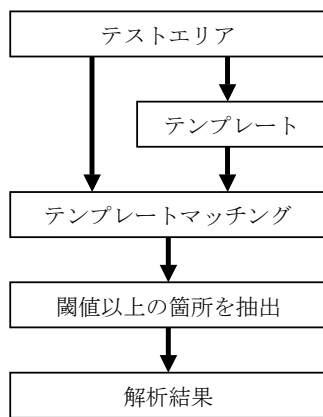 テストエリア
テンプレート
テンプレートマッチング
閾値以上の箇所を抽出
解析結果